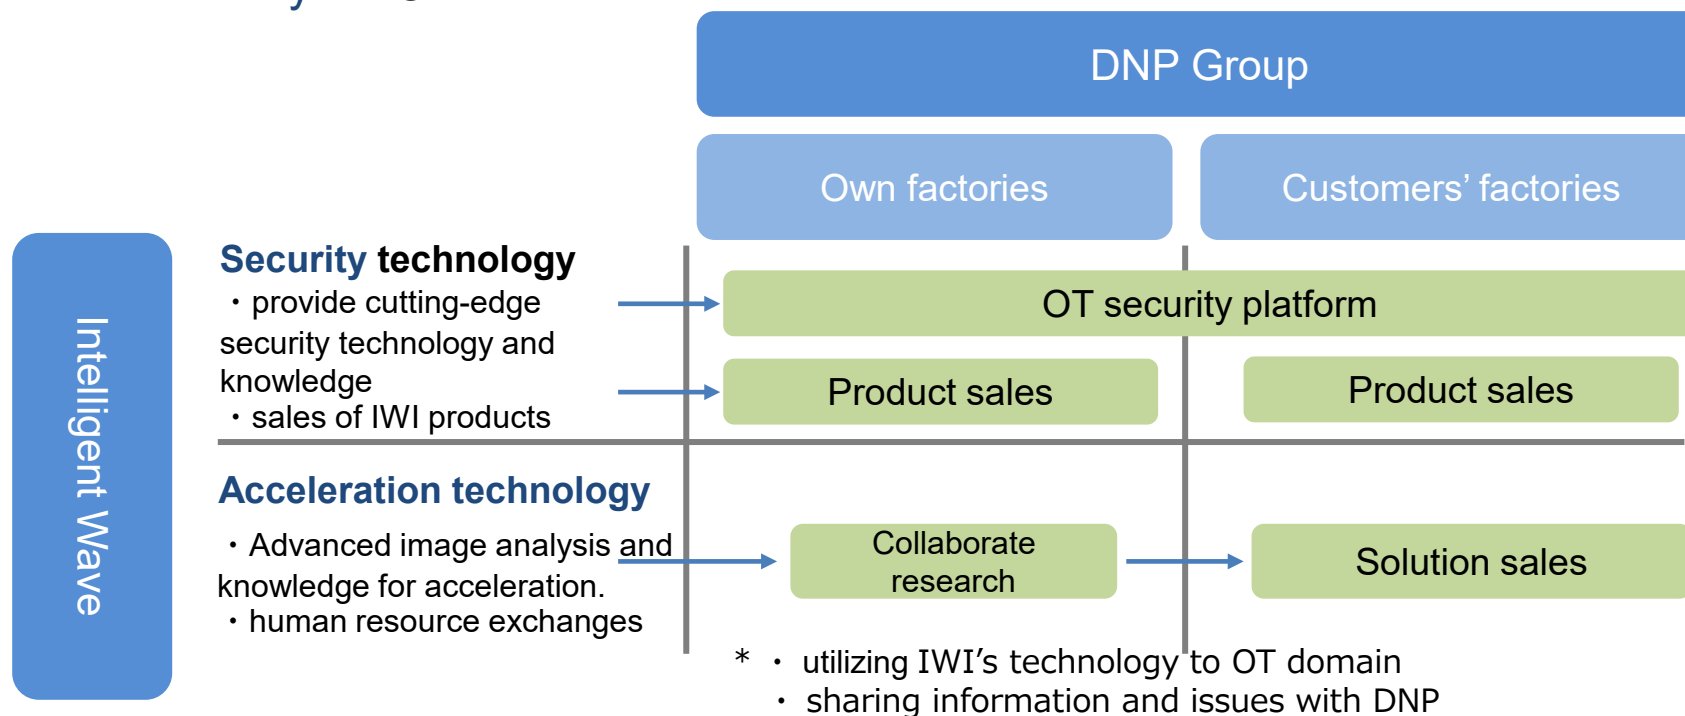 DNP Group
Own factories
Customers’ factories
Intelligent Wave
Security technology
・provide cutting-edge
security technology and
knowledge
・sales of IWI products
OT security platform
Product sales
Product sales
Acceleration technology
・Advanced image analysis and
knowledge for acceleration.
・human resource exchanges
Collaborate
research
Solution sales
* ・ utilizing IWI’s technology to OT domain
・ sharing information and issues with DNP